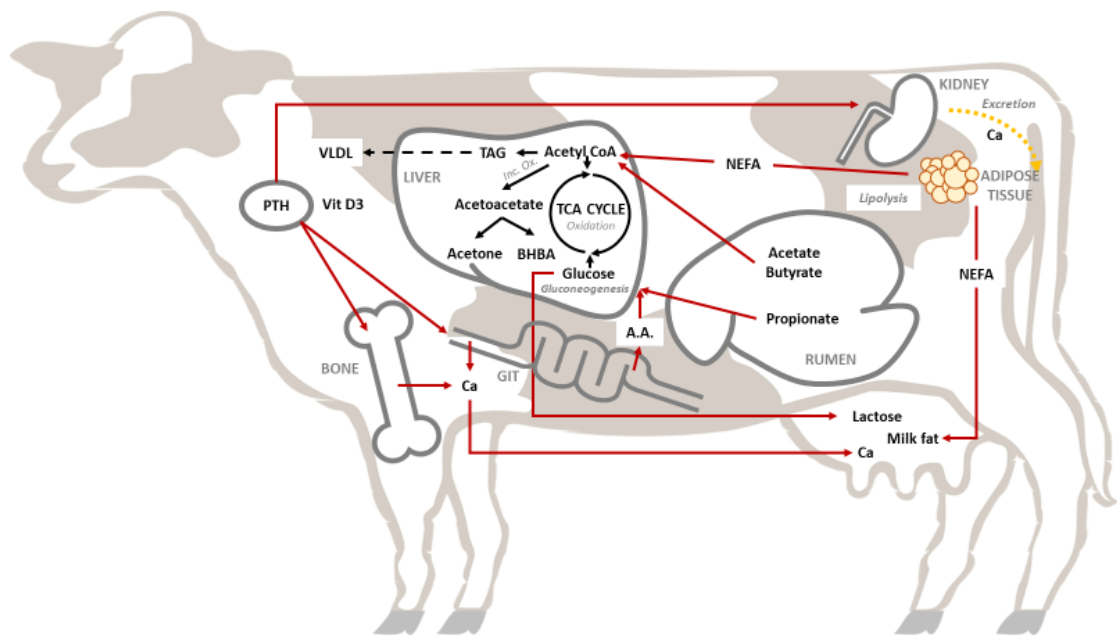 KIDNEY
Excretion
Ca
VLDL
TAG
Acetyl CoA
NEFA
LIVER
Inc. Ox.
ADIPOSE
TISSUE
Lipolysis
PTH
Vit D3
Acetoacetate
TCA CYCLE
Oxidation
Acetone
BHBA
Acetate
Butyrate
Glucose
Gluconeogenesis
NEFA
Propionate
A.A.
RUMEN
BONE
GIT
Ca
Lactose
Milk fat
Ca